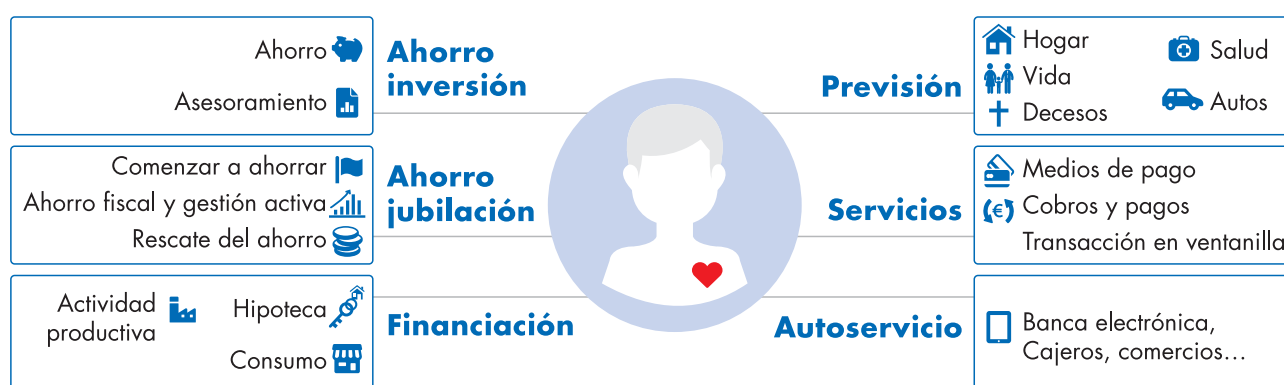 Ahorro
Asesoramiento
Ahorro
inversión
Comenzar a ahorrar
Ahorro fiscal y gestión activa
Rescate del ahorro
Ahorro
jubilación
Actividad
productiva
Hipoteca
Consumo
Financiación
Previsión
Hogar
Vida
Decesos
Salud
Autos
Servicios
Medios de pago
€
Cobros y pagos
Transacción en ventanilla
Autoservicio
Banca electrónica,
Cajeros, comercios…